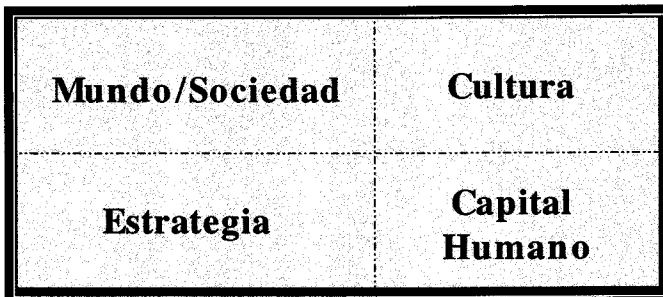 Mundo/Sociedad
Cultura
Estrategia
Capital
Humano